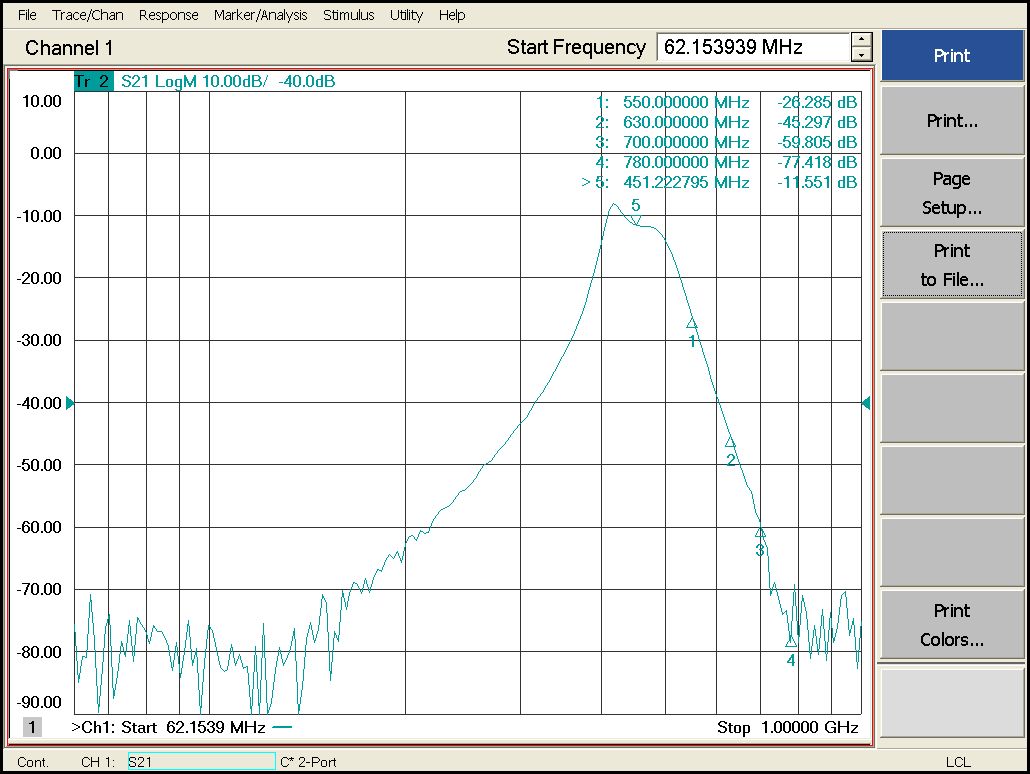 File Trace/Chan Response Marker/Analysis Stimulus Utility Help
Channel 1 Start Frequency 62.153939 MHz
Tr 2 S21 LogM 10.00dB/ -40.0dB
10.00
0.00
-10.00
-20.00
-30.00
-40.00
-50.00
-60.00
-70.00
-80.00
-90.00
1: 550.000000 MHz -26.285 dB
2: 630.000000 MHz -45.297 dB
3: 700.000000 MHz -59.805 dB
4: 780.000000 MHz -77.418 dB
> 5: 451.222795 MHz -11.551 dB
5
1
2
3
4
1 >Ch1: Start 62.1539 MHz Stop 1.00000 GHz
Cont. CH 1: S21 C* 2-Port LCL
Print
Print...
Page
Setup...
Print
to File...
Print
Colors...